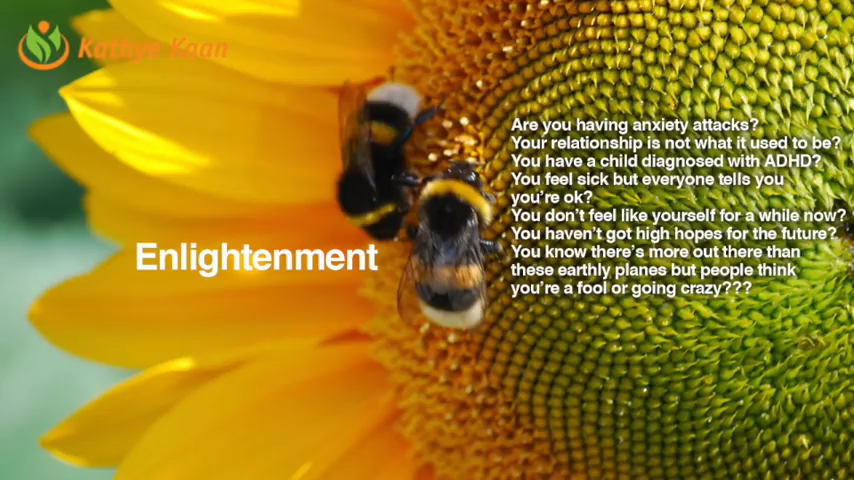 Kathye Kaan
Are you having anxiety attacks?
Your relationship is not what it used to be?
You have a child diagnosed with ADHD?
You feel sick but everyone tells you
you're ok?
You don't feel like yourself for a while now?
You haven't got high hopes for the future?
You know there's more out there than
these earthly planes but people think
you're a fool or going crazy???
Enlightenment